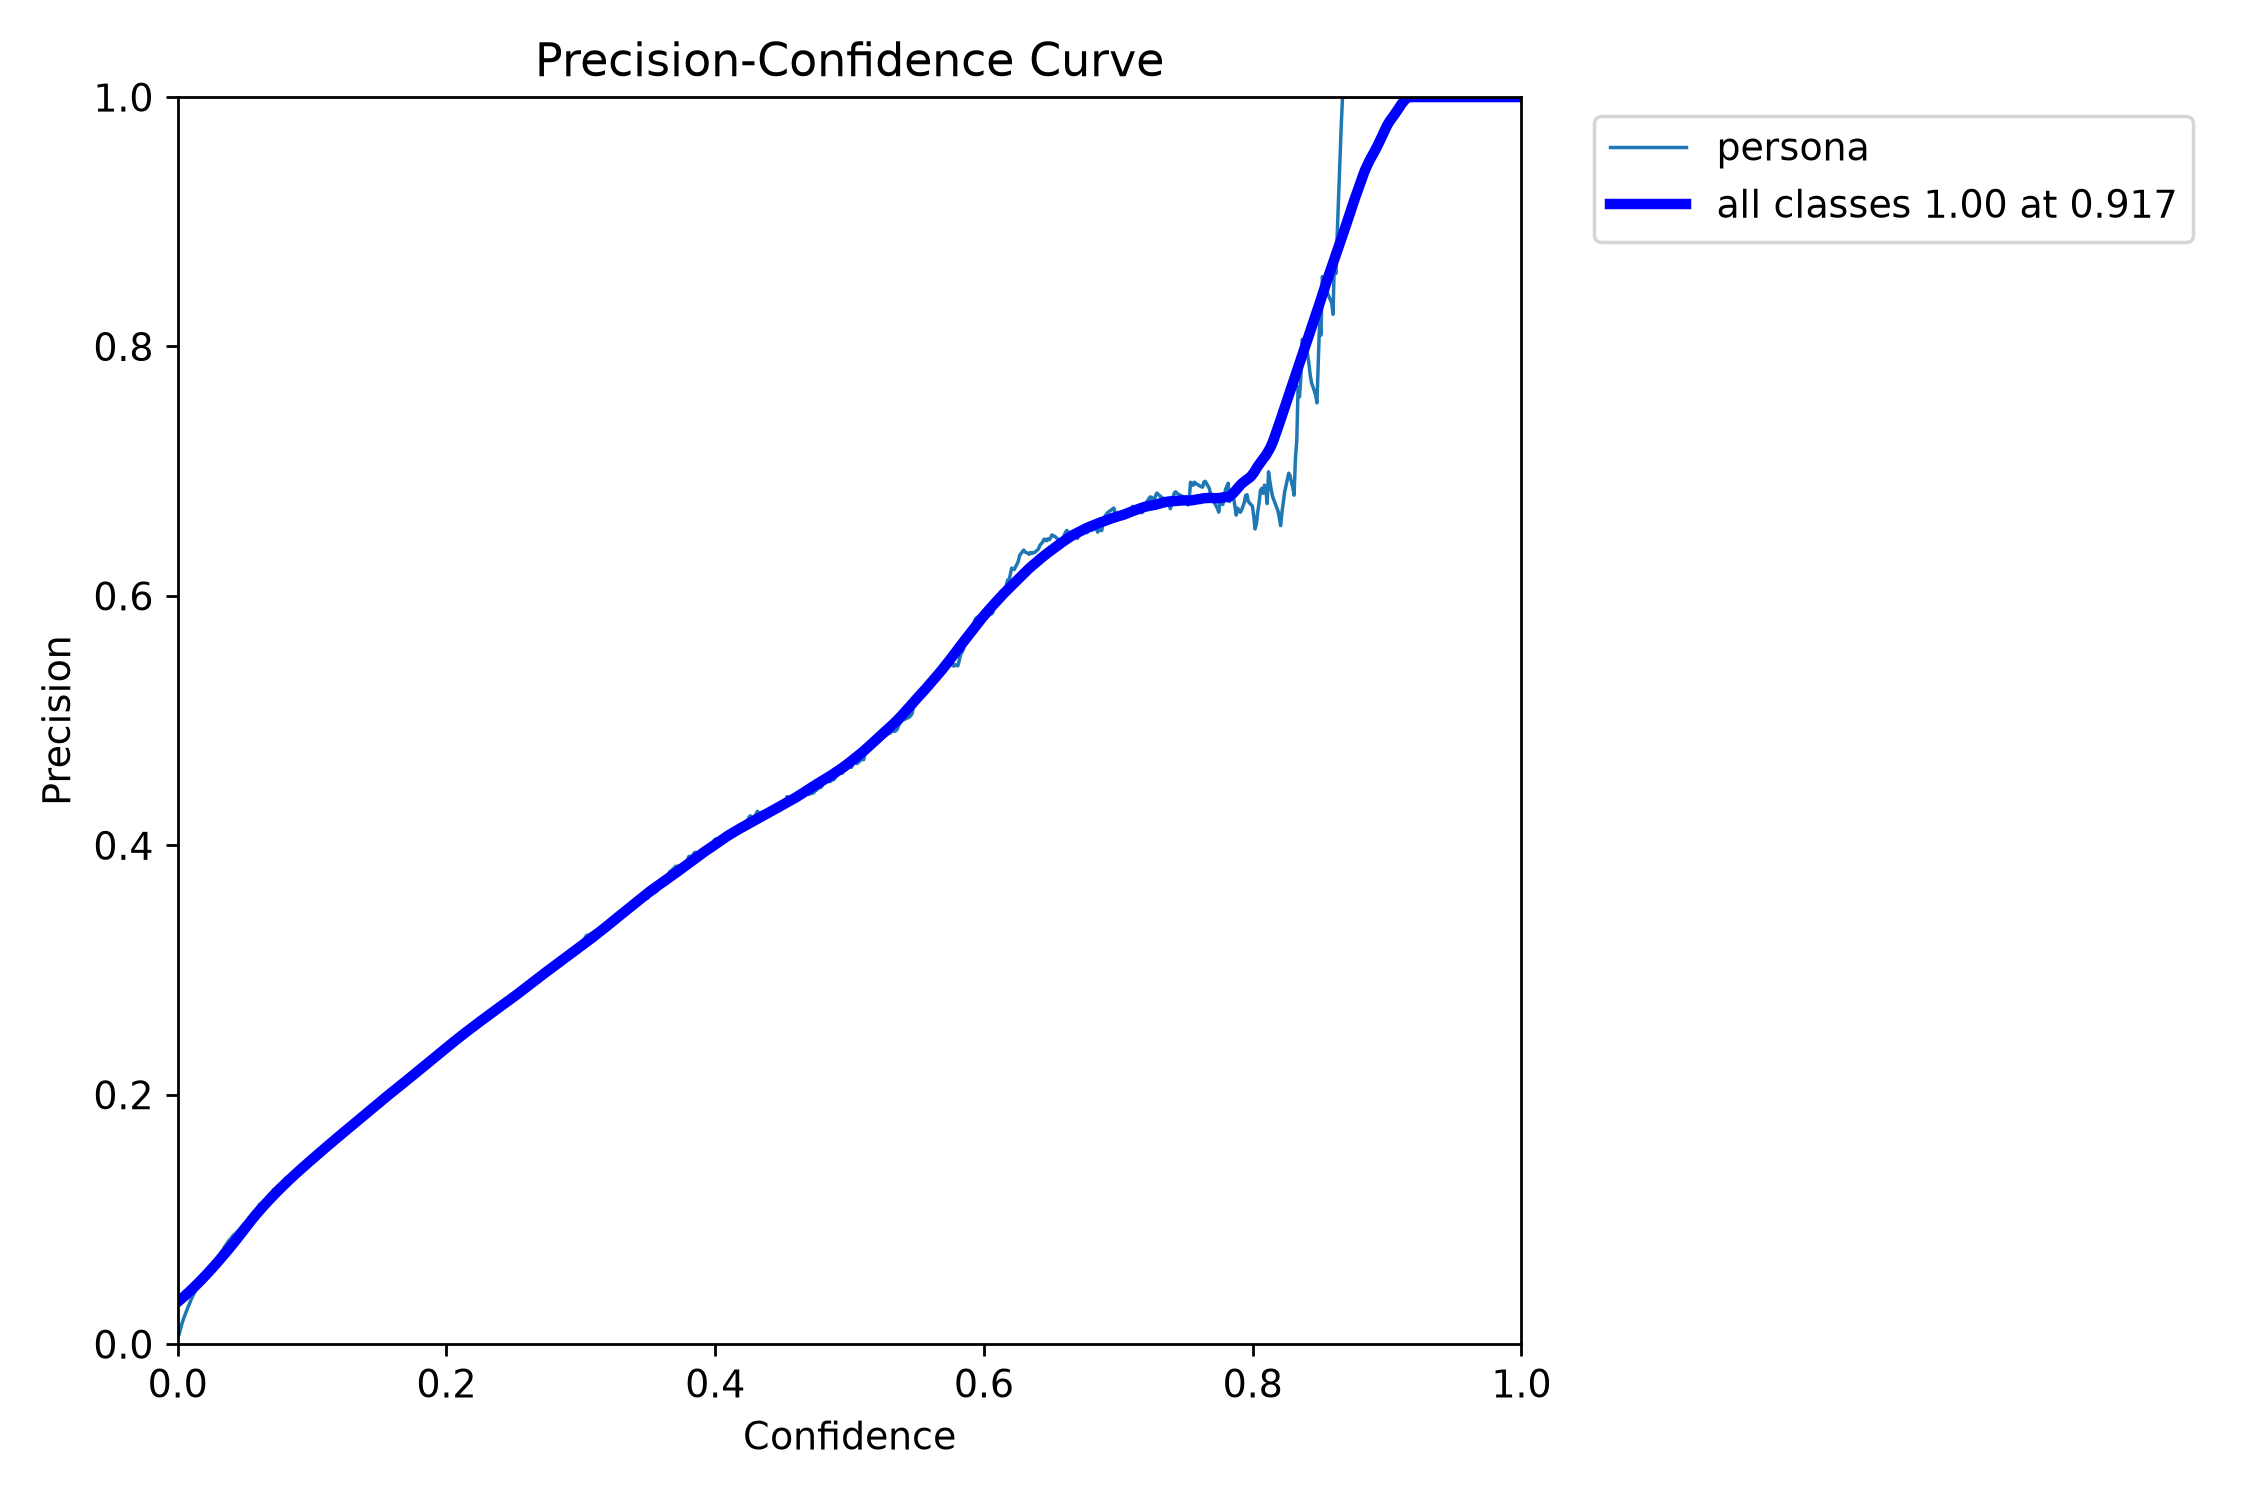 Precision-Confidence Curve
persona
all classes 1.00 at 0.917
Precision
1.0
0.8
0.6
0.4
0.2
0.0
0.0 0.2 0.4 0.6 0.8 1.0
Confidence